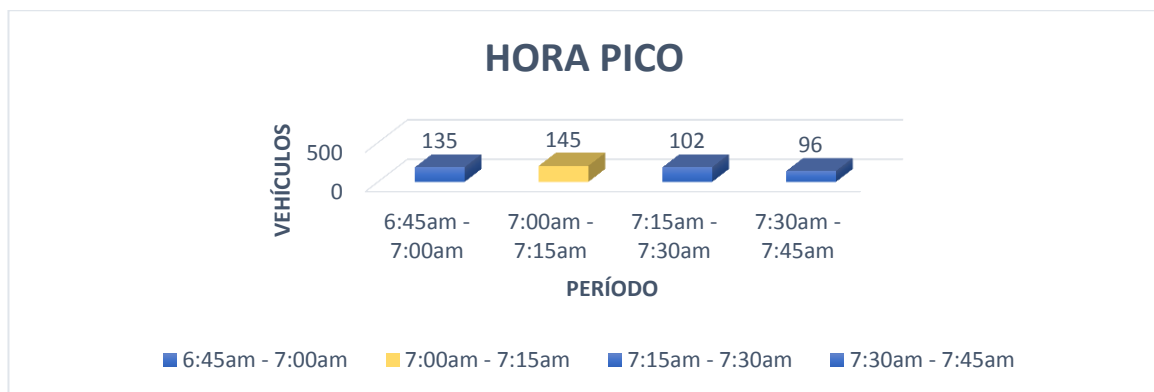 HORA PICO
VEHÍCULOS
500
0
135
145
102
96
6:45am -
7:00am
7:00am -
7:15am
7:15am -
7:30am
7:30am -
7:45am
PERÍODO
6:45am - 7:00am
7:00am - 7:15am
7:15am - 7:30am
7:30am - 7:45am